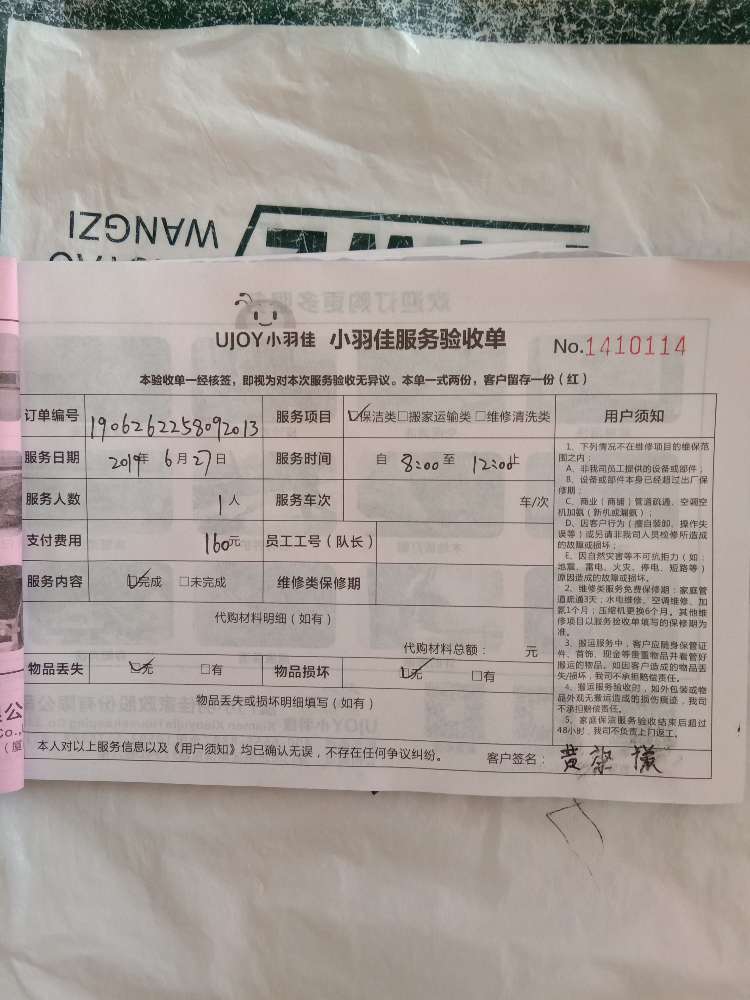 IZGNVM
WANGZI
UJOY小羽佳 小羽佳服务验收单 No.1410114
本验收单一经核签，即视为对本次服务验收无异议。本单一式两份，客户留存一份（红）
订单编号 1906262258092013 服务项目 ☑保洁类□搬家运输类□维修清洗类 用户须知
服务日期 2019年 6月27日 服务时间 自 8:00至 12:00止
服务人数 1人 服务车次 车/次
支付费用 160元 员工工号（队长）
服务内容 ☑完成 □未完成 维修类保修期
代购材料明细（如有）
代购材料总额： 元
物品丢失 ☑无 □有 物品损坏 ☑无 □有
物品丢失或损坏明细填写（如有）
本人对以上服务信息以及《用户须知》均已确认无误，不存在任何争议纠纷。 客户签名：黄
1、下列情况不在维修项目的维保范
围之内：
A、非我司员工提供的设备或部件；
B、设备或部件本身已经超过出厂保
修期；
C、商业（商铺）管道疏通、空调空
机加氨（新机或漏氨）；
D、因客户行为（擅自装卸、操作失
误等）或另请非我司人员检修所造成
的故障或损坏；
E、因自然灾害等不可抗拒力（如：
地震、雷电、火灾、停电、短路等）
原因造成的故障或损坏。
2、维修类服务免费保修期：家庭管
道疏通3天；水电维修、空调维修、加
氨1个月；压缩机更换6个月。其他维
修项目以服务验收单填写的保修期为
准。
3、搬运服务中，客户应随身保管证
件、首饰、现金等贵重物品并看管好
搬运的物品。如因客户造成的物品丢
失/损坏，我司不承担赔偿责任。
4、搬运服务验收时，如外包装或物
品外观无搬运造成的损伤痕迹，我司
不承担赔偿责任。
5、家庭保洁服务验收结束后超过
48小时，我司不负责上门返工。